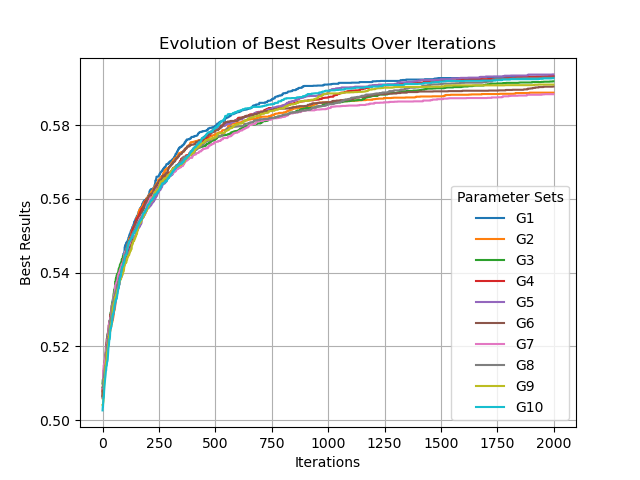 Evolution of Best Results Over Iterations
Best Results
0.58
0.56
0.54
0.52
0.50
Parameter Sets
G1
G2
G3
G4
G5
G6
G7
G8
G9
G10
0 250 500 750 1000 1250 1500 1750 2000
Iterations